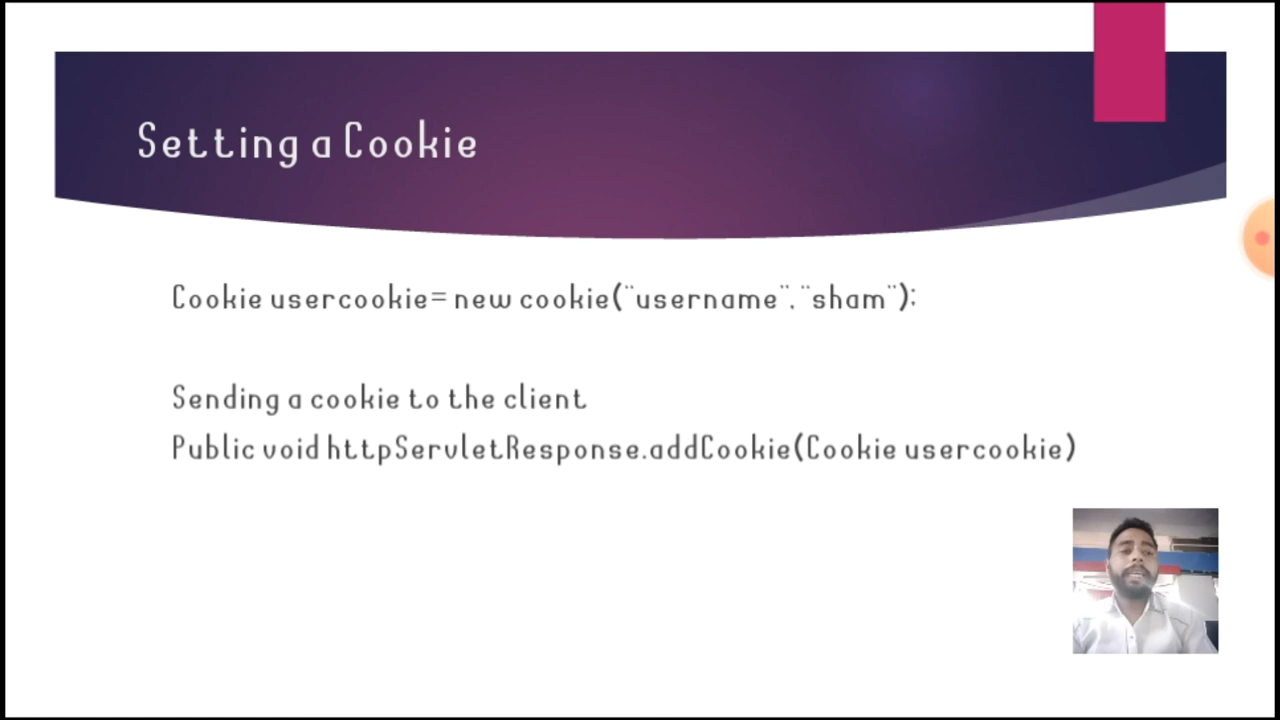 Setting a Cookie
Cookie usercookie= new cookie("username","sham");
Sending a cookie to the client
Public void httpServletResponse.addCookie(Cookie usercookie)